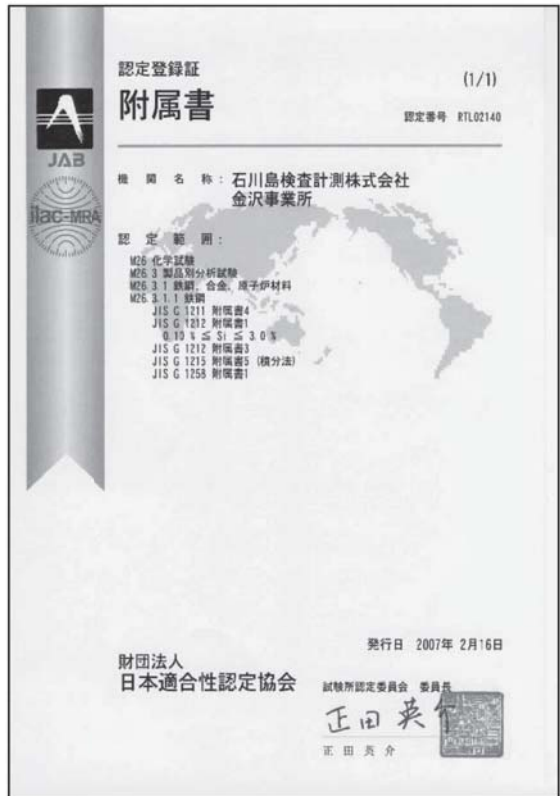 認定登録証
(1/1)
附属書
認定番号 RTL02140
JAB
ilac-MRA
機関名称：石川島検査計測株式会社
金沢事業所
認定範囲：
M26 化学試験
M26.3 製品別分析試験
M26.3.1 鉄鋼、合金、原子炉材料
M26.3.1.1 鉄鋼
JIS G 1211 附属書4
JIS G 1212 附属書1
0.10 % ≦ Si ≦ 3.0 %
JIS G 1212 附属書3
JIS G 1215 附属書5 (積分法)
JIS G 1258 附属書1
発行日 2007年 2月16日
財団法人
日本適合性認定協会
試験所認定委員会 委員長
正田英介
正田英介